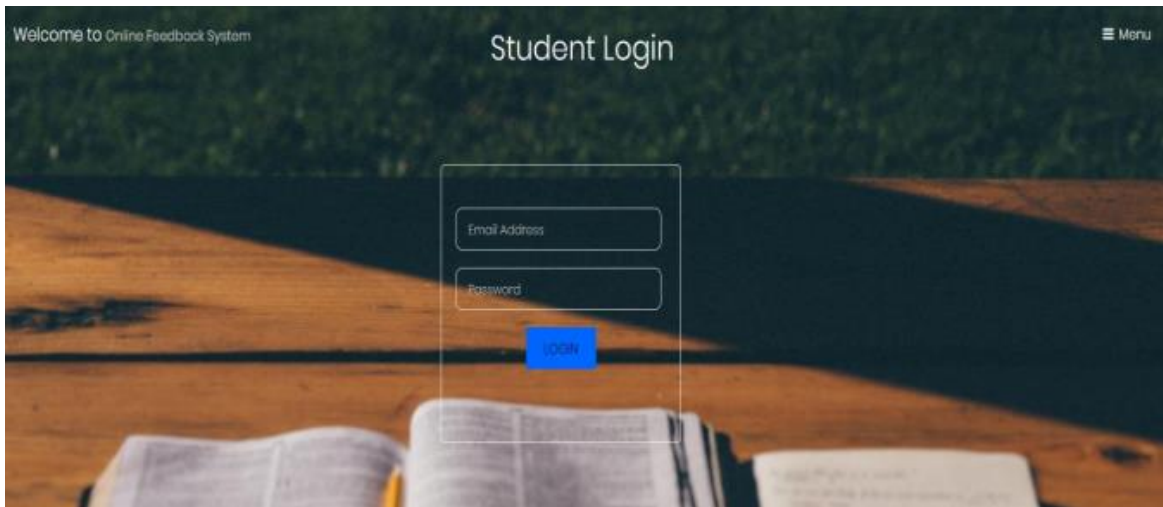 Welcome to Online Feedback System
Student Login
☰ Menu
Email Address
Password
LOGIN